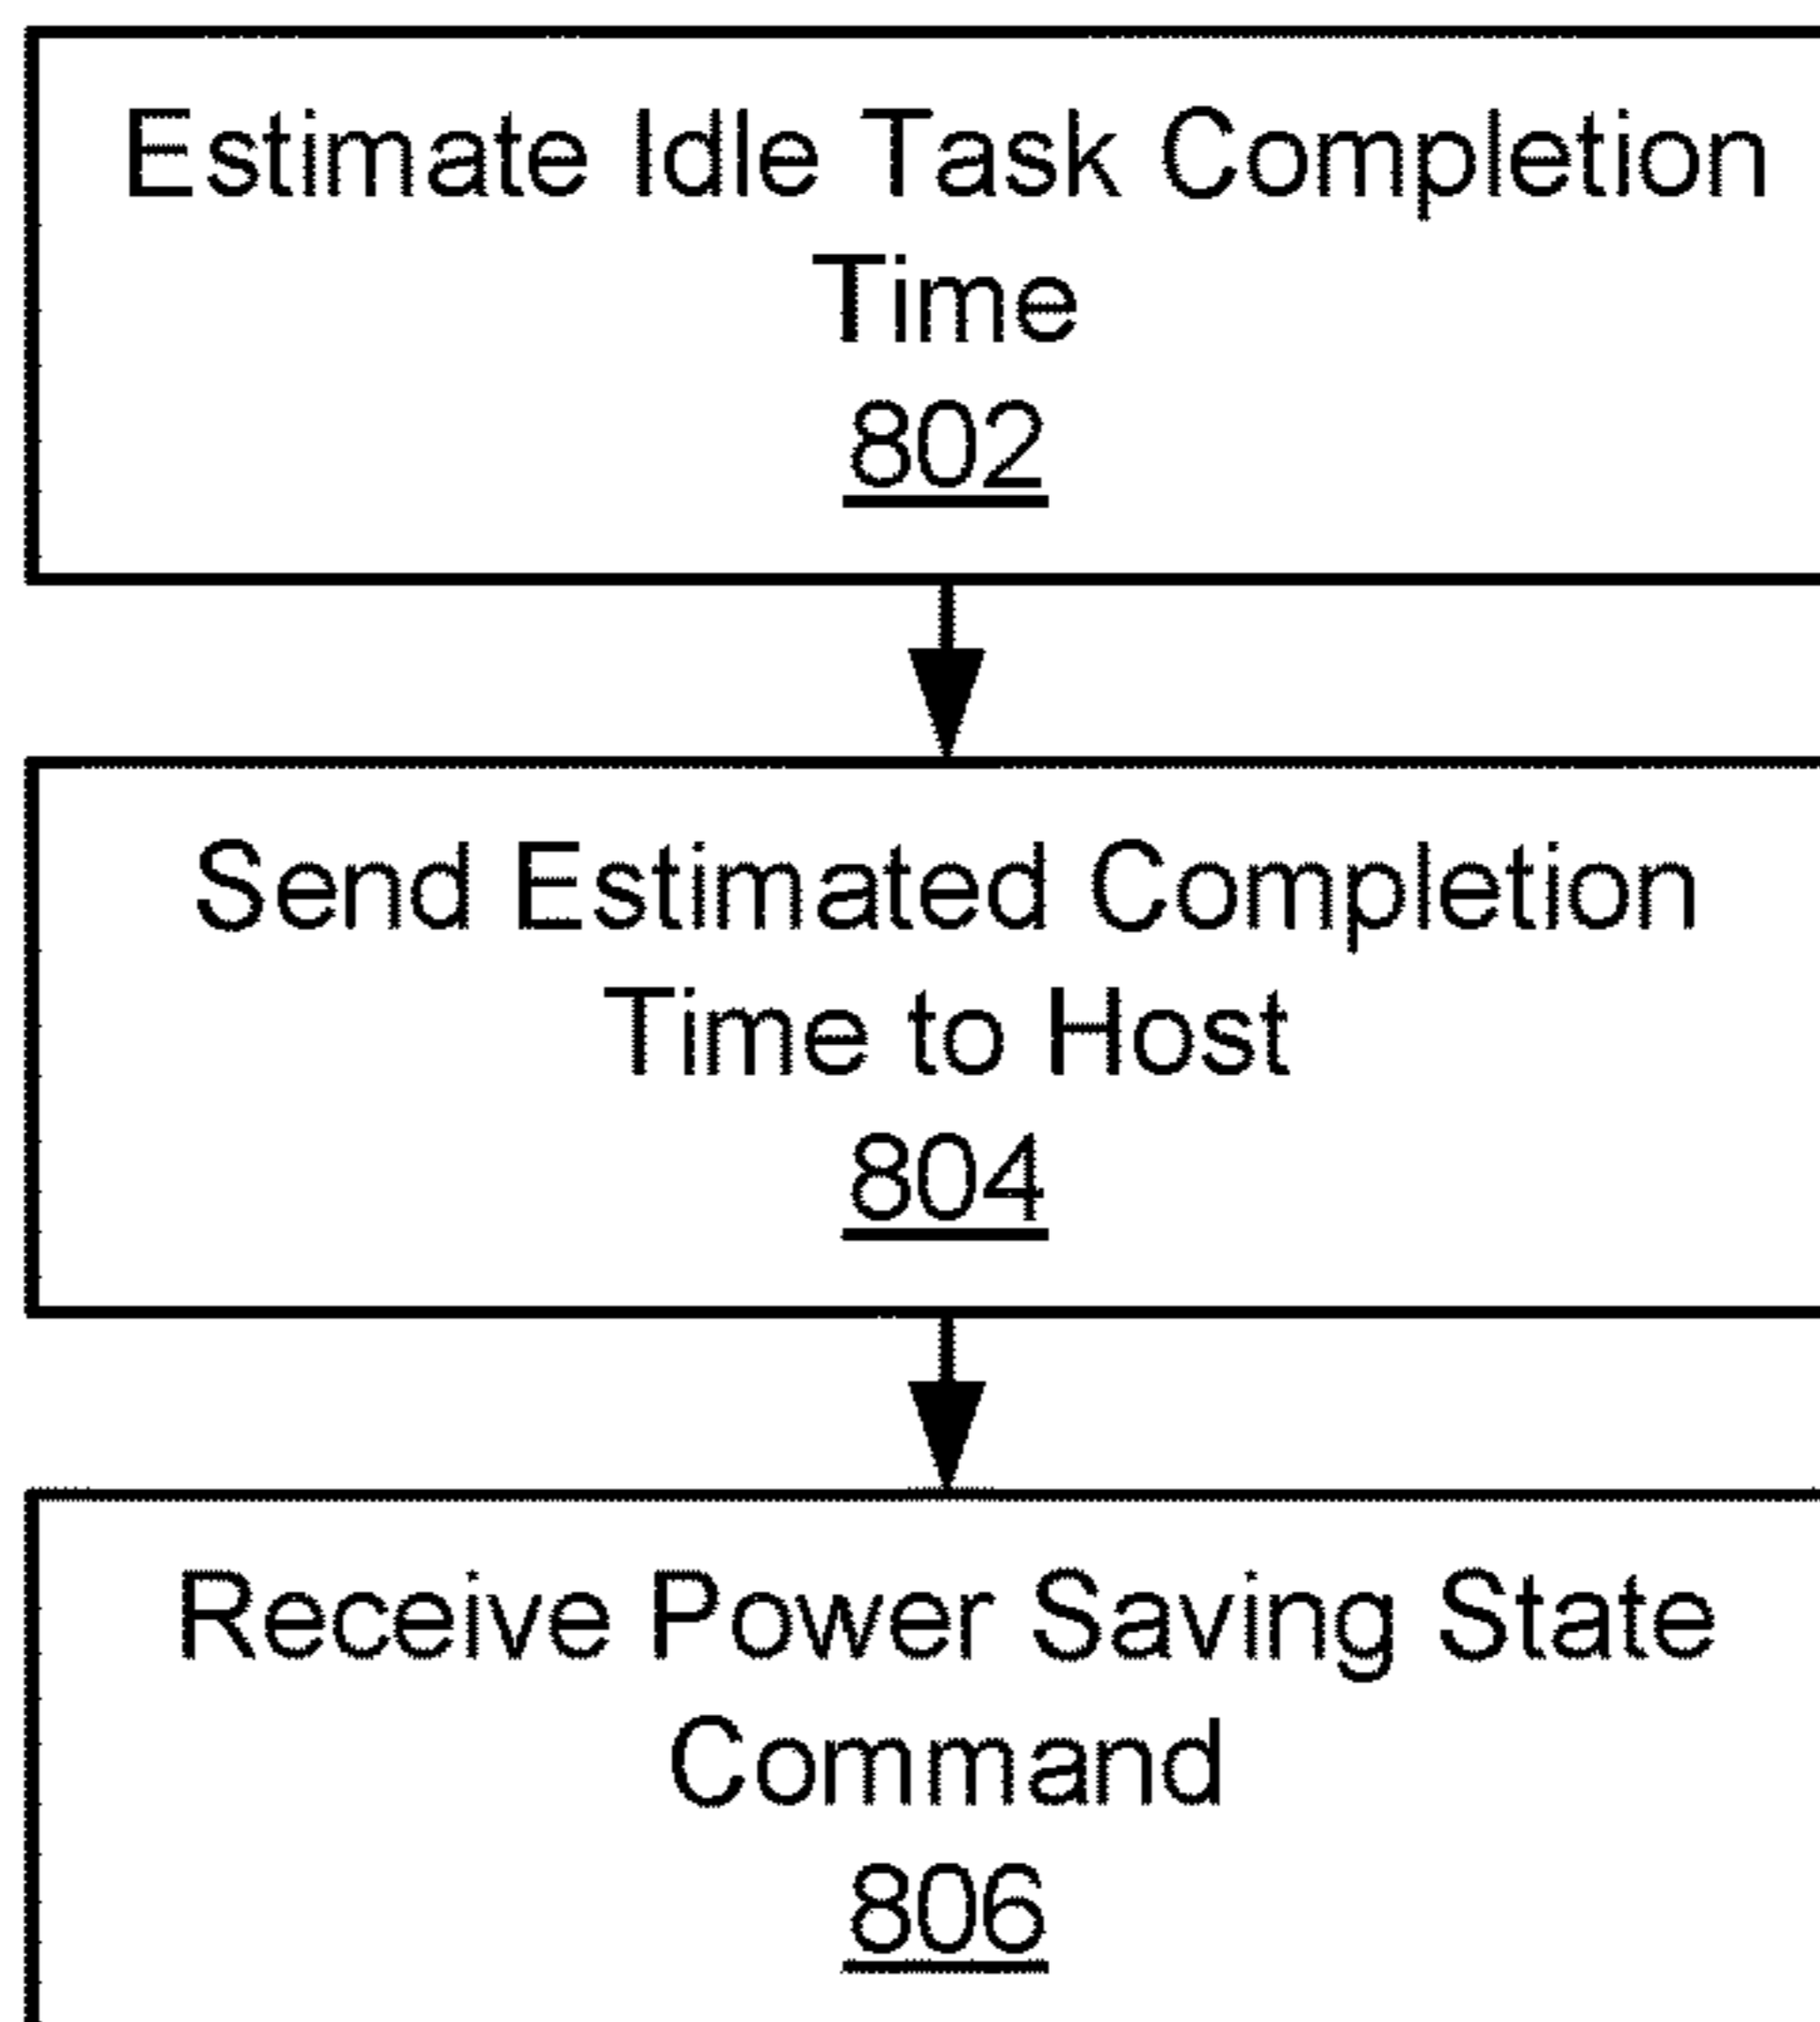 Estimate Idle Task Completion
Time
802
Send Estimated Completion
Time to Host
804
Receive Power Saving State
Command
806